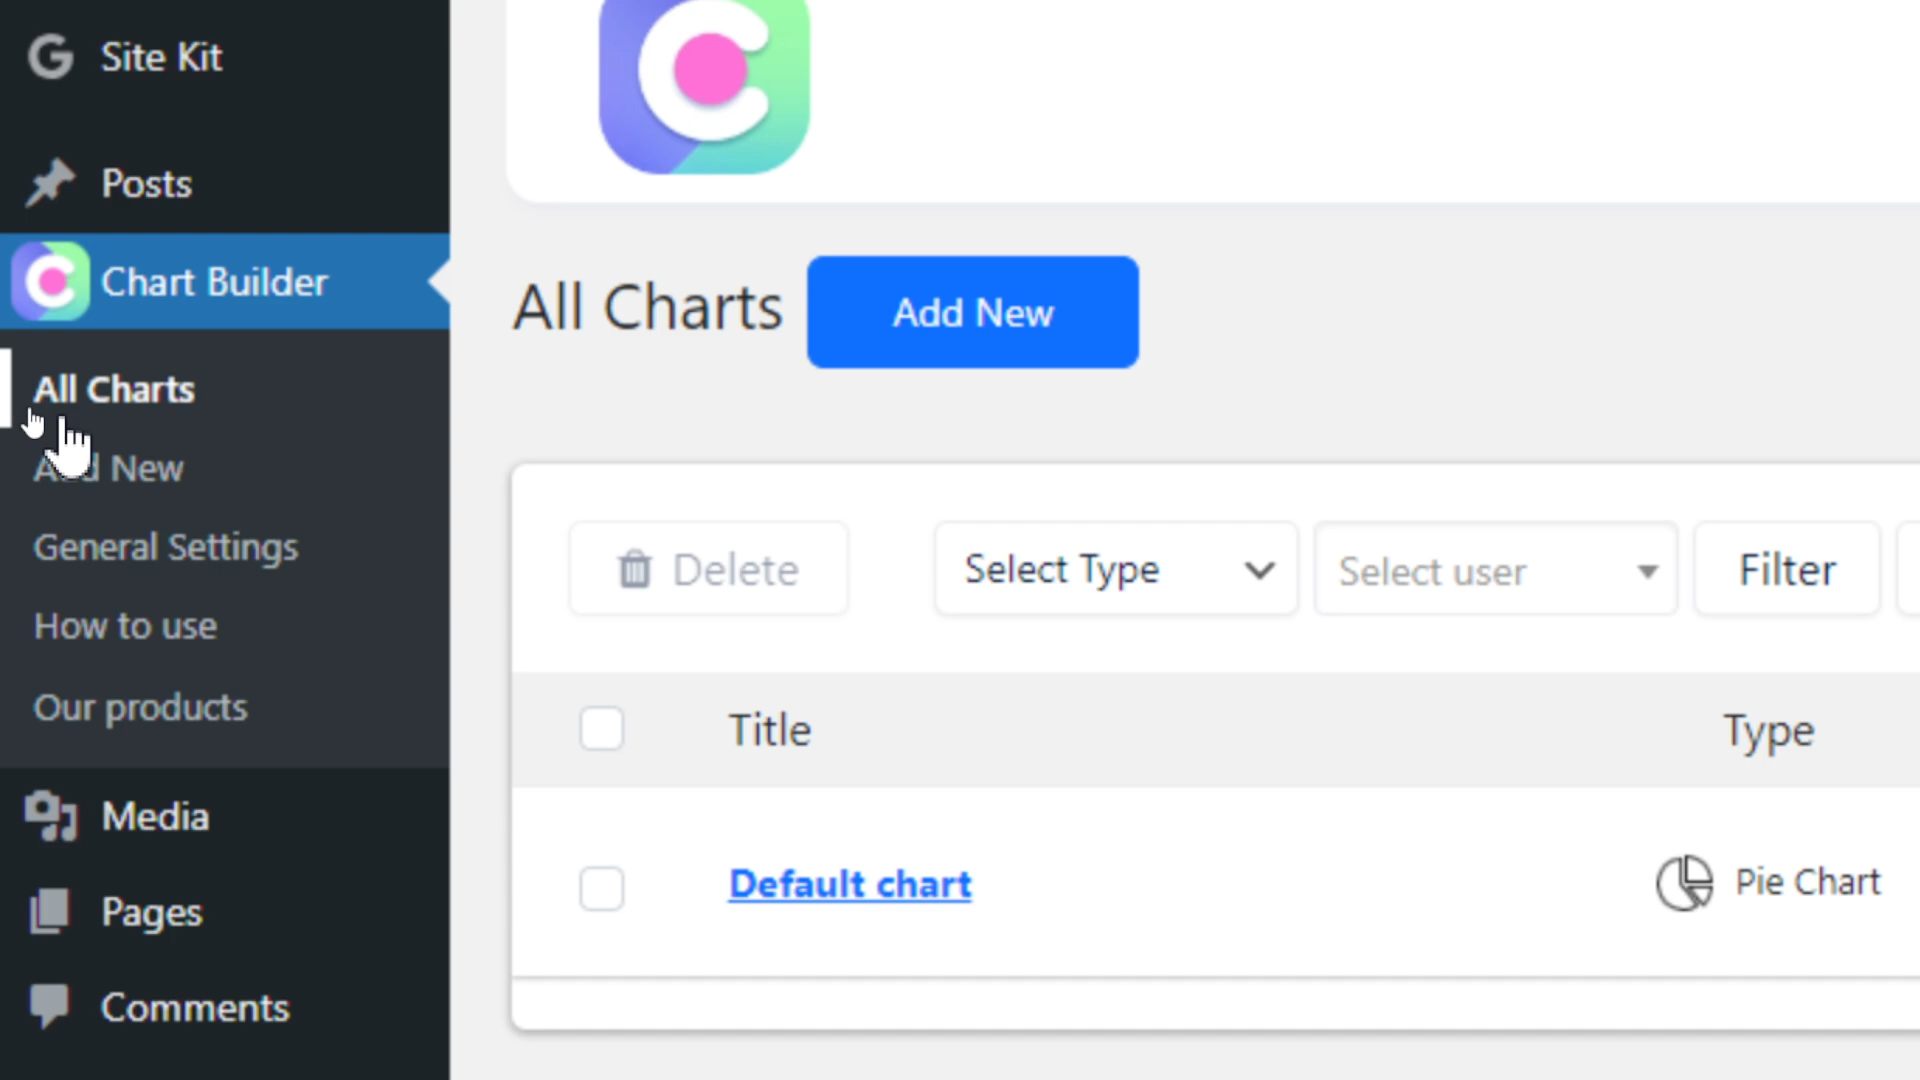 Site Kit
Posts
Chart Builder
All Charts
Add New
General Settings
How to use
Our products
Media
Pages
Comments
All Charts
Add New
Delete
Select Type
Select user
Filter
Title
Type
Default chart
Pie Chart